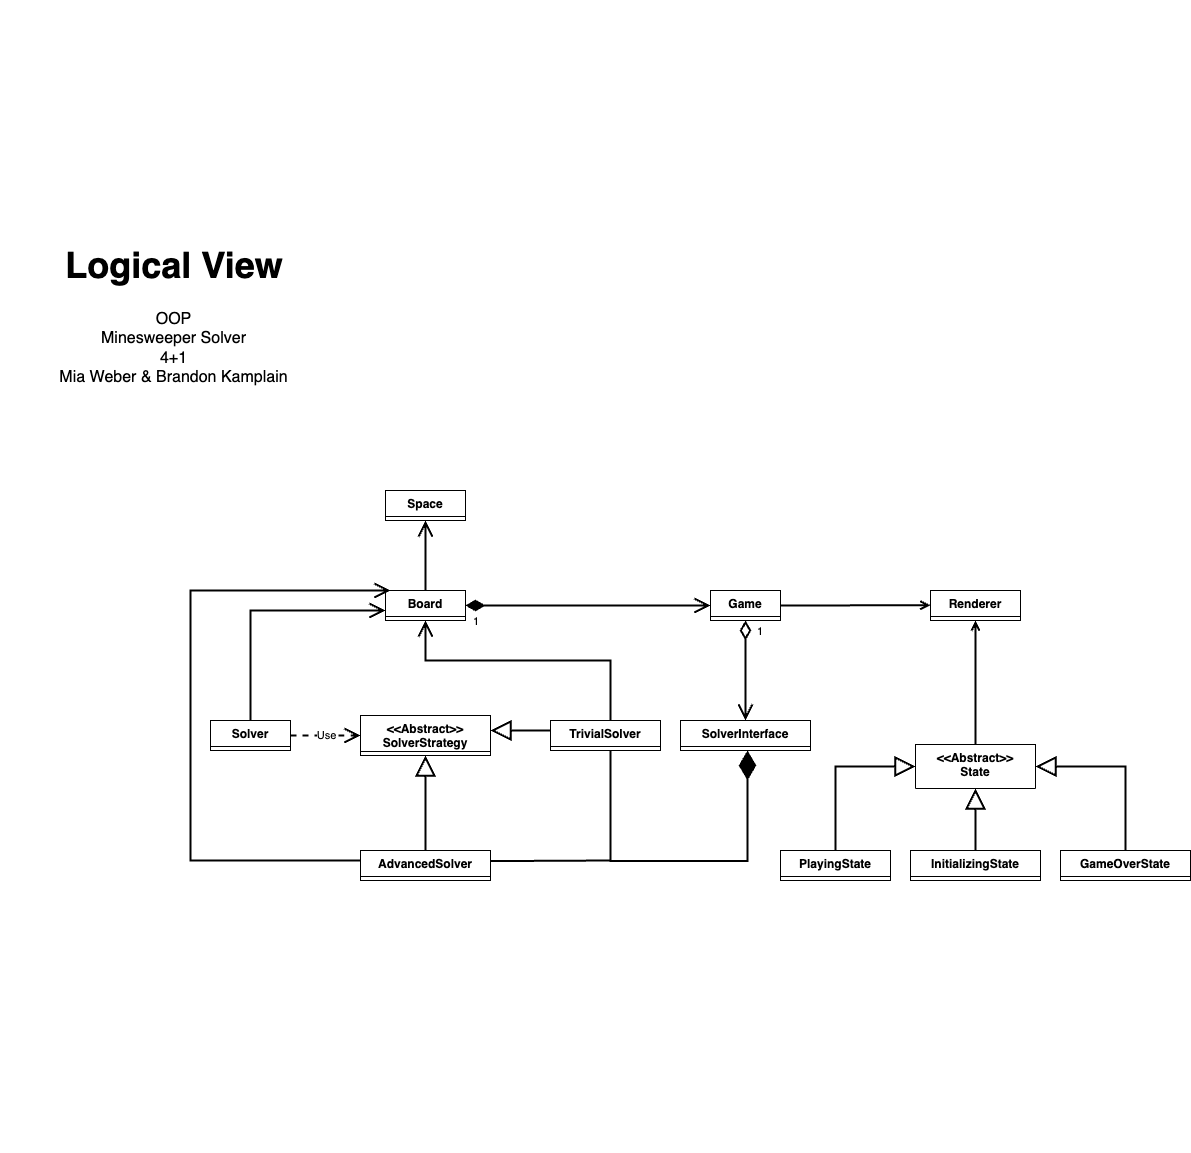 Logical View
OOP
Minesweeper Solver
4+1
Mia Weber & Brandon Kamplain
Space
Board
1
Game
1
Renderer
Solver
Use
<<Abstract>>
SolverStrategy
TrivialSolver
SolverInterface
<<Abstract>>
State
AdvancedSolver
PlayingState
InitializingState
GameOverState